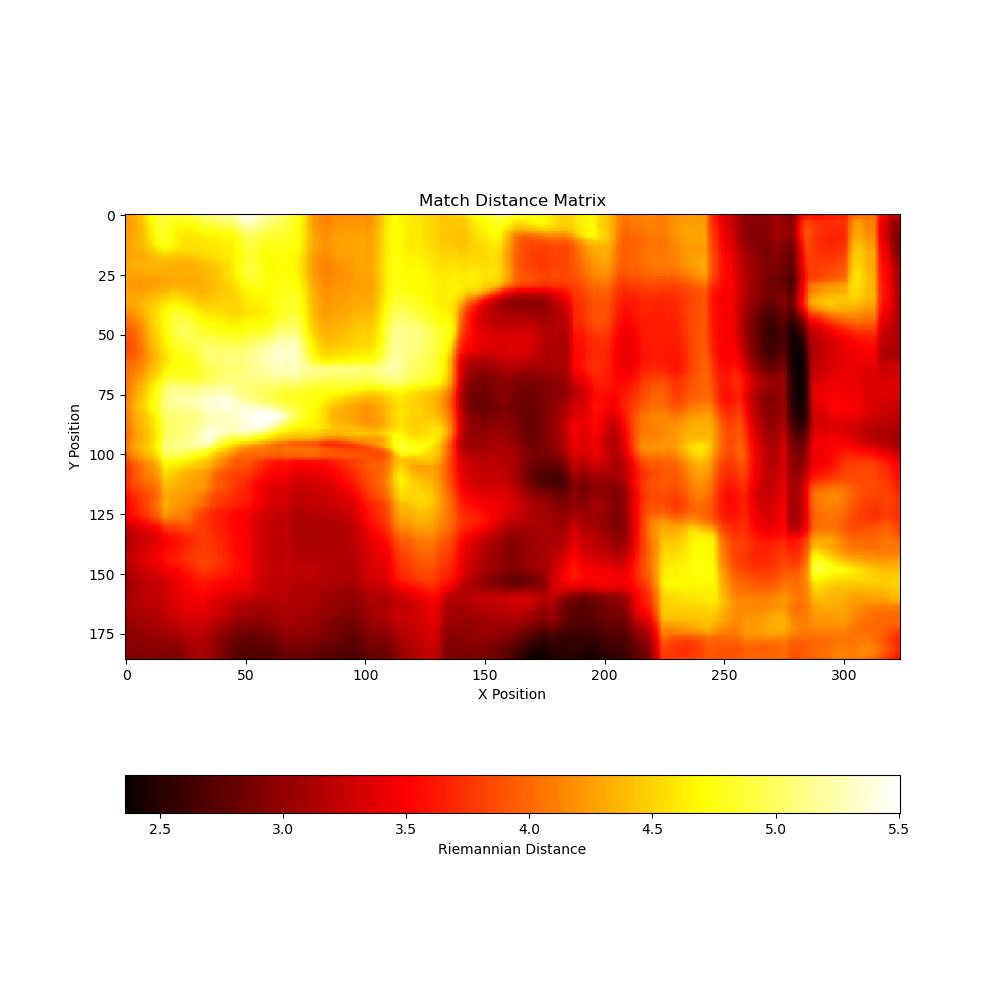 Match Distance Matrix
0
25
50
75
100
125
150
175
Y Position
0 50 100 150 200 250 300
X Position
2.5 3.0 3.5 4.0 4.5 5.0 5.5
Riemannian Distance